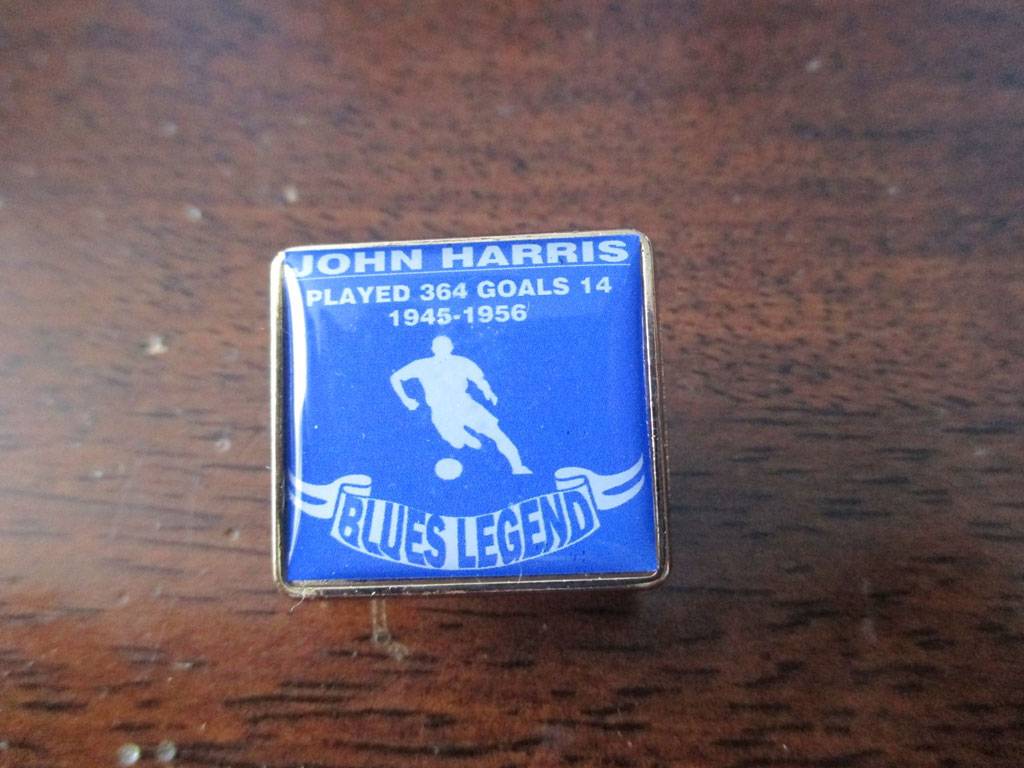 JOHN HARRIS
PLAYED 364 GOALS 14
1945-1956
BLUES LEGEND